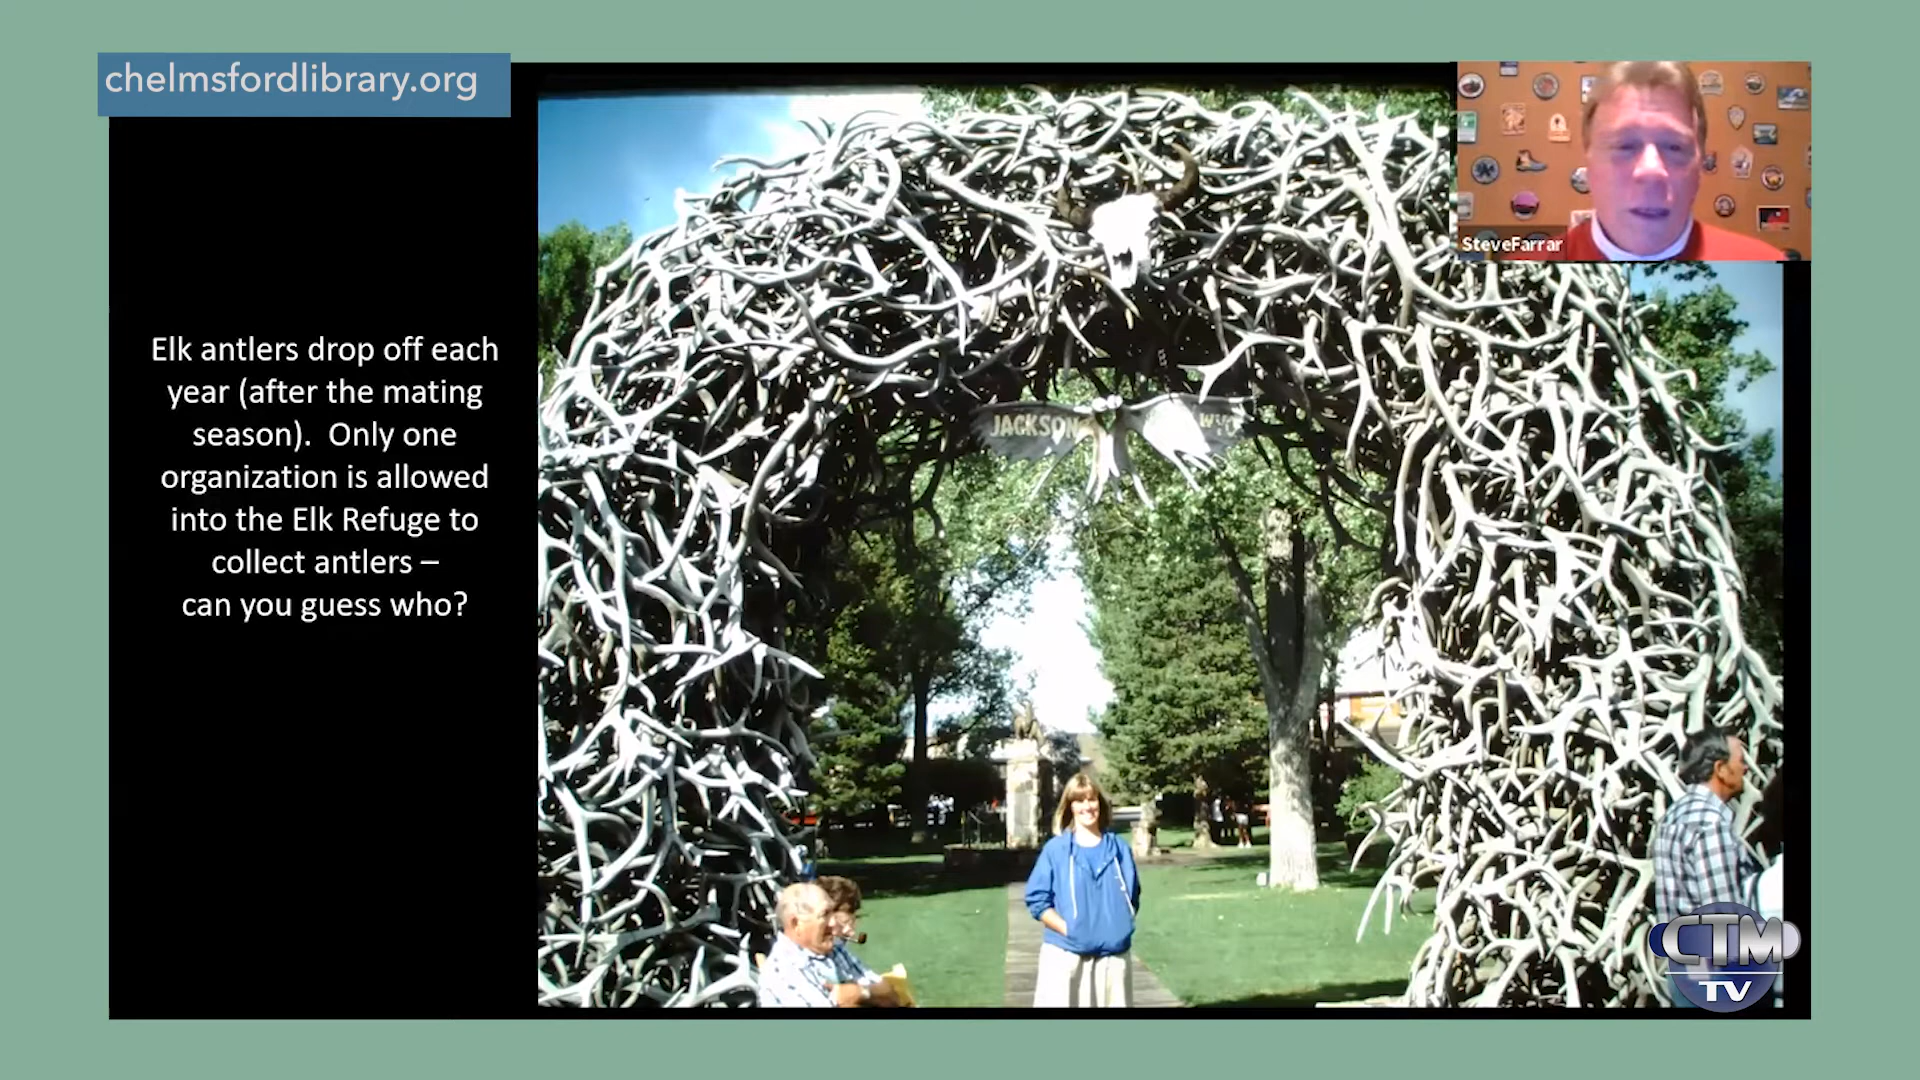 chelmsfordlibrary.org
SteveFarrar
Elk antlers drop off each
year (after the mating
season).  Only one
organization is allowed
into the Elk Refuge to
collect antlers –
can you guess who?
JACKSON WYO
CTM
TV